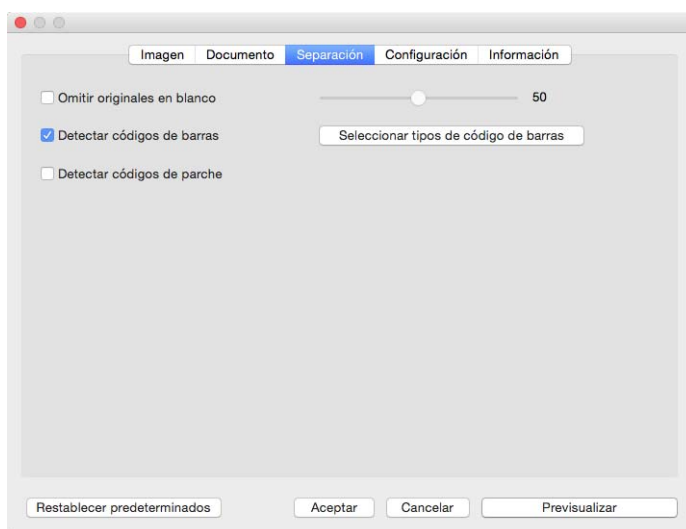 Imagen Documento Separación Configuración Información
Omitir originales en blanco 50
Detectar códigos de barras Seleccionar tipos de código de barras
Detectar códigos de parche
Restablecer predeterminados Aceptar Cancelar Previsualizar